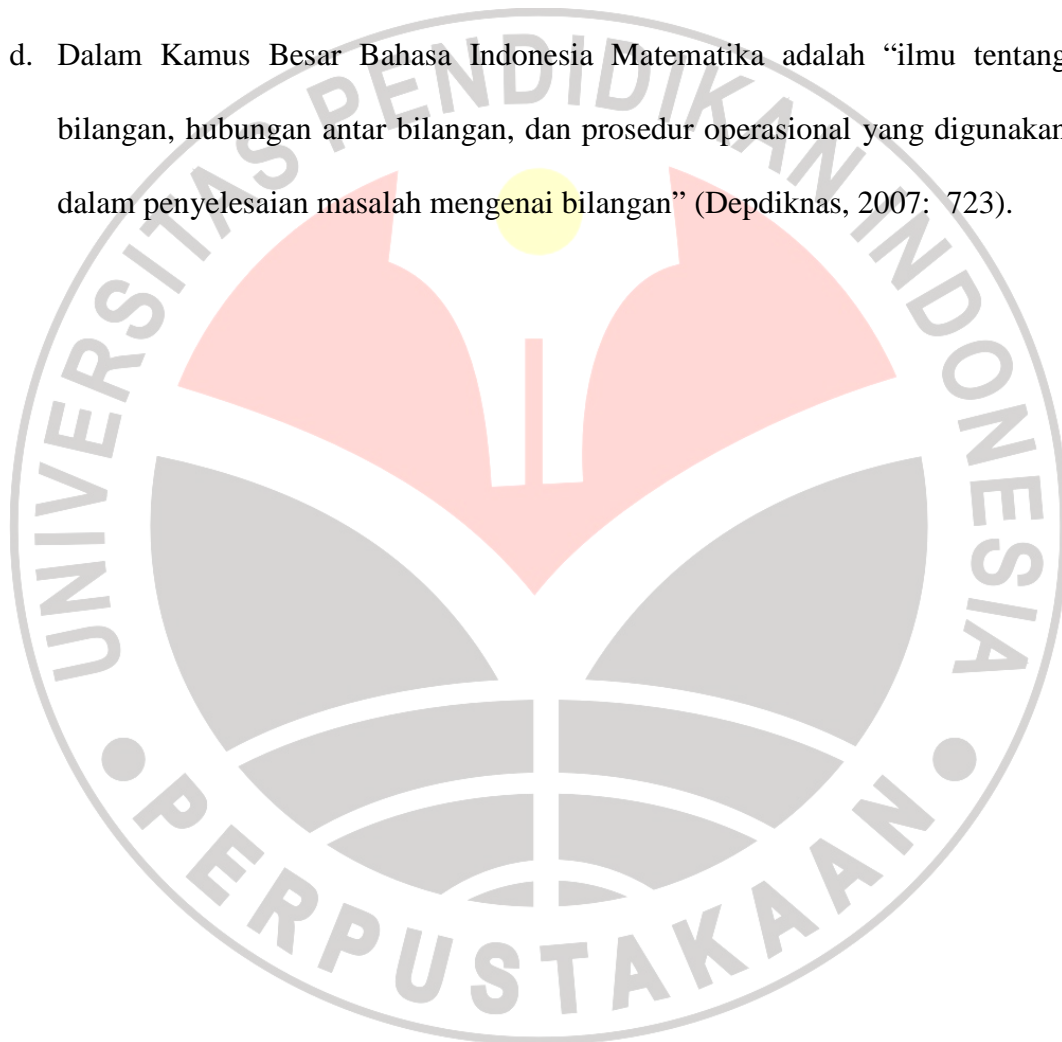 d. Dalam Kamus Besar Bahasa Indonesia Matematika adalah “ilmu tentang
bilangan, hubungan antar bilangan, dan prosedur operasional yang digunakan
dalam penyelesaian masalah mengenai bilangan” (Depdiknas, 2007: 723).
UNIVERSITAS PENDIDIKAN INDONESIA
PERPUSTAKAAN